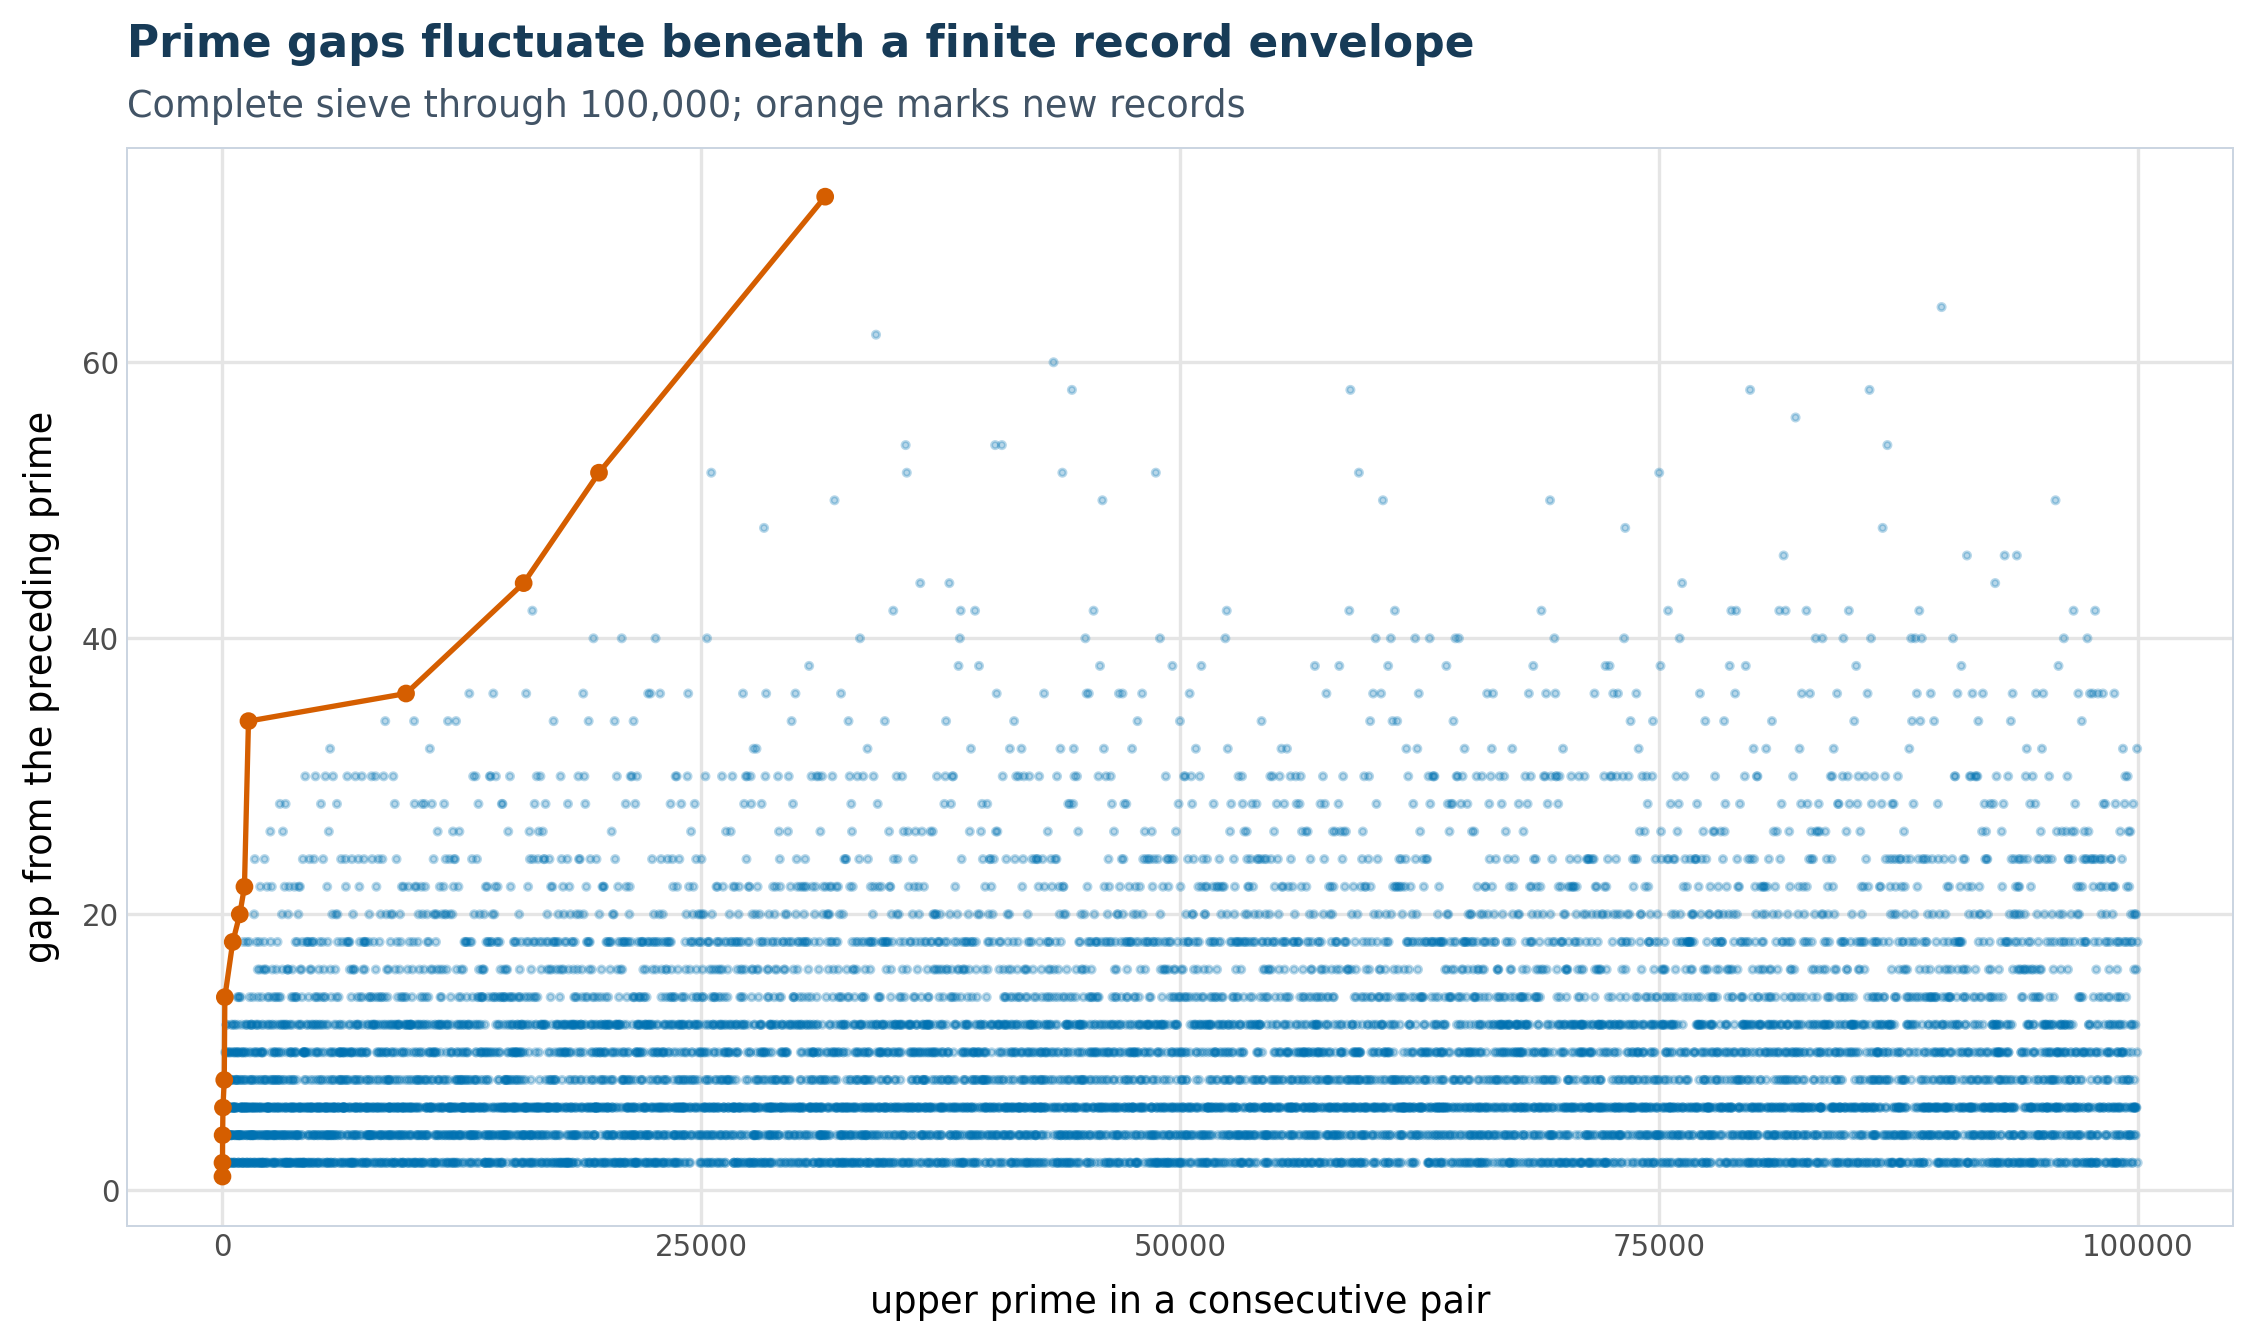 Prime gaps fluctuate beneath a finite record envelope
Complete sieve through 100,000; orange marks new records
gap from the preceding prime
60
40
20
0
0 25000 50000 75000 100000
upper prime in a consecutive pair